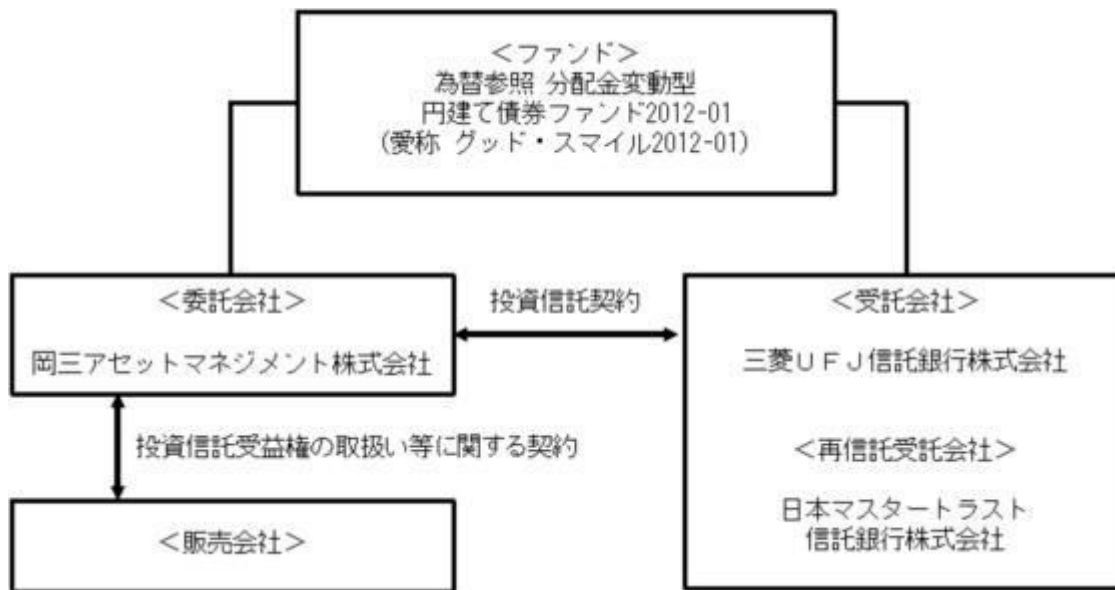 ＜ファンド＞
為替参照 分配金変動型
円建て債券ファンド2012-01
(愛称 グッド・スマイル2012-01)
＜委託会社＞
岡三アセットマネジメント株式会社
投資信託契約
＜受託会社＞
三菱ＵＦＪ信託銀行株式会社
＜再信託受託会社＞
日本マスタートラスト
信託銀行株式会社
投資信託受益権の取扱い等に関する契約
＜販売会社＞